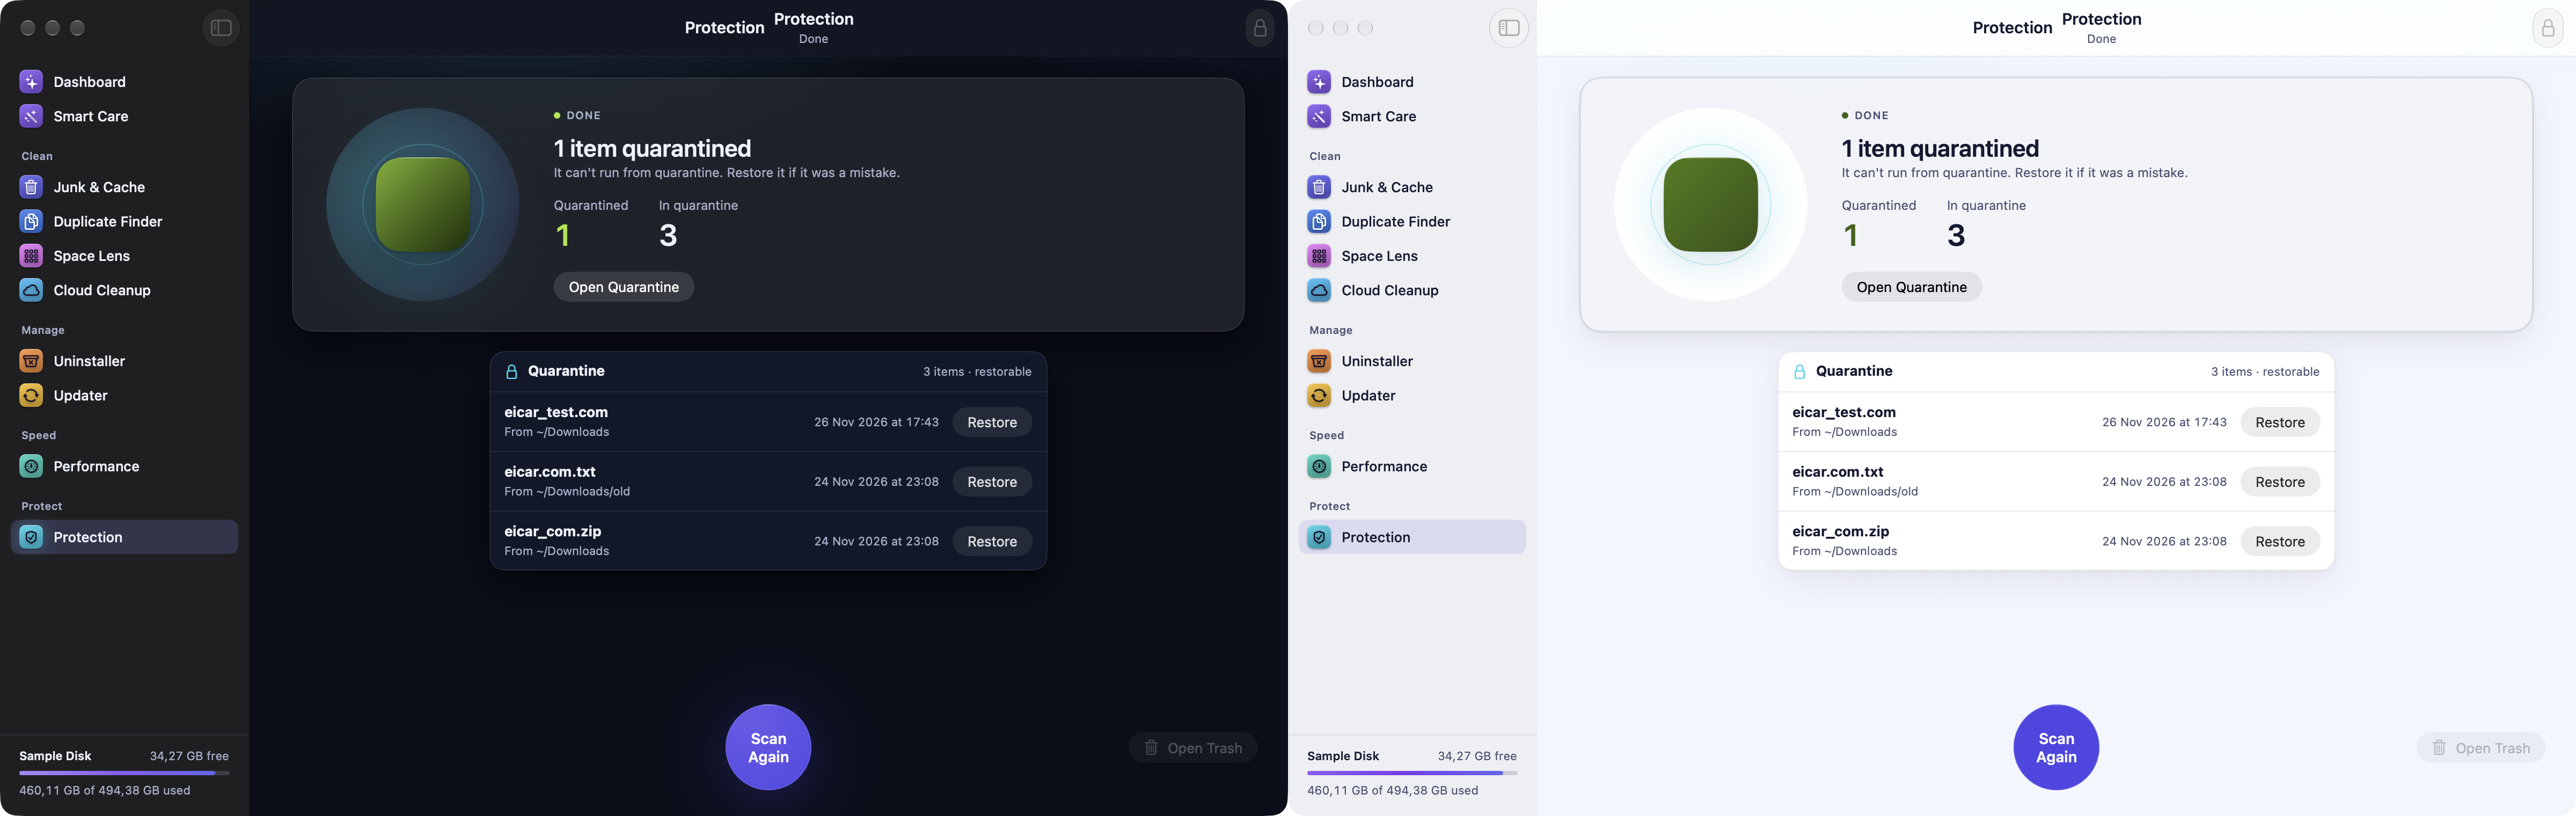 Protection
Protection
Done
Dashboard
Smart Care
Clean
Junk & Cache
Duplicate Finder
Space Lens
Cloud Cleanup
Manage
Uninstaller
Updater
Speed
Performance
Protect
Protection
Sample Disk 34,27 GB free
460,11 GB of 494,38 GB used
DONE
1 item quarantined
It can't run from quarantine. Restore it if it was a mistake.
Quarantined In quarantine
1 3
Open Quarantine
Quarantine 3 items · restorable
eicar_test.com
From ~/Downloads
26 Nov 2026 at 17:43 Restore
eicar.com.txt
From ~/Downloads/old
24 Nov 2026 at 23:08 Restore
eicar_com.zip
From ~/Downloads
24 Nov 2026 at 23:08 Restore
Scan
Again
Open Trash
Protection
Protection
Done
Dashboard
Smart Care
Clean
Junk & Cache
Duplicate Finder
Space Lens
Cloud Cleanup
Manage
Uninstaller
Updater
Speed
Performance
Protect
Protection
Sample Disk 34,27 GB free
460,11 GB of 494,38 GB used
DONE
1 item quarantined
It can't run from quarantine. Restore it if it was a mistake.
Quarantined In quarantine
1 3
Open Quarantine
Quarantine 3 items · restorable
eicar_test.com
From ~/Downloads
26 Nov 2026 at 17:43 Restore
eicar.com.txt
From ~/Downloads/old
24 Nov 2026 at 23:08 Restore
eicar_com.zip
From ~/Downloads
24 Nov 2026 at 23:08 Restore
Scan
Again
Open Trash